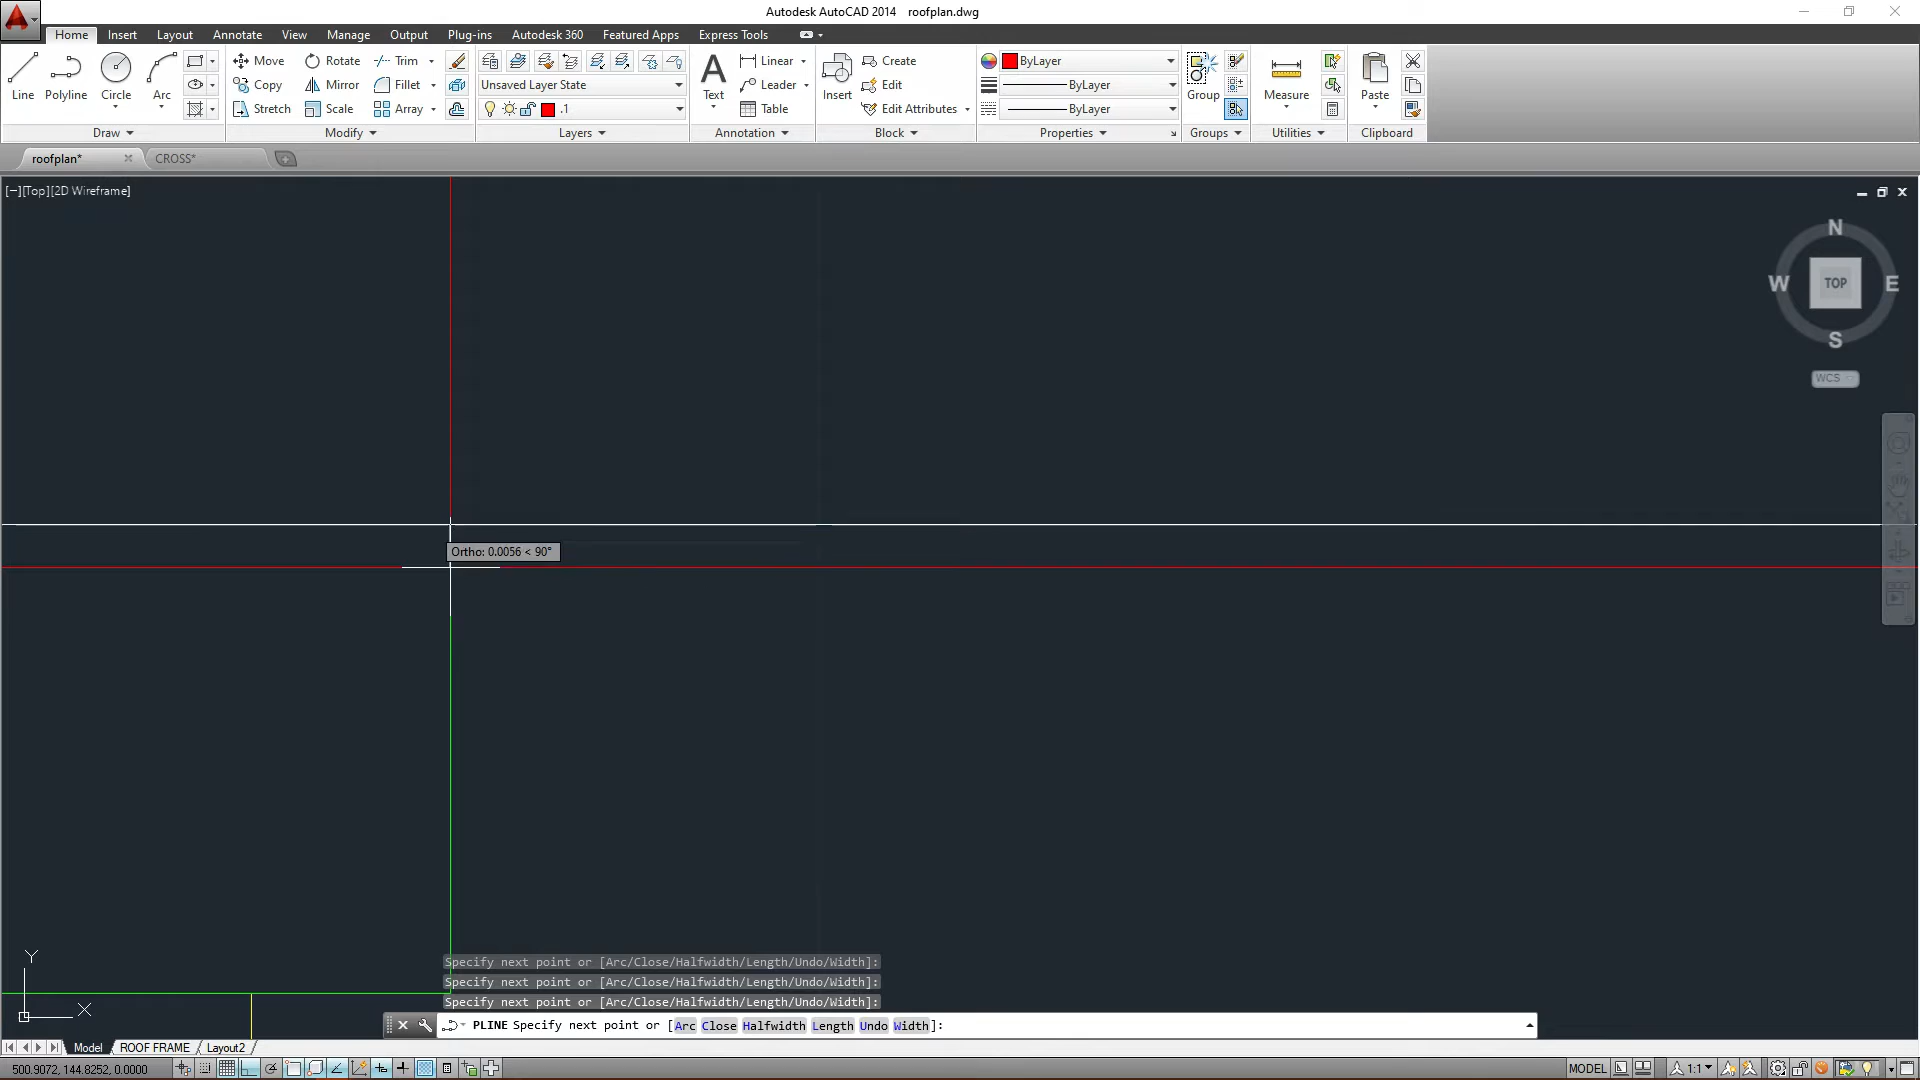 Autodesk AutoCAD 2014 roofplan.dwg
Home Insert Layout Annotate View Manage Output Plug-ins Autodesk 360 Featured Apps Express Tools
Line Polyline Circle Arc
Move Rotate Trim
Copy Mirror Fillet
Stretch Scale Array
Unsaved Layer State
.1
Text Linear
Leader
Table
Insert Create
Edit
Edit Attributes
ByLayer
ByLayer
ByLayer
Group Measure Paste
Draw Modify Layers Annotation Block Properties Groups Utilities Clipboard
roofplan* CROSS*
[−][Top][2D Wireframe]
N
W TOP E
S
WCS
Ortho: 0.0056 < 90°
Y
X
Specify next point or [Arc/Close/Halfwidth/Length/Undo/Width]:
Specify next point or [Arc/Close/Halfwidth/Length/Undo/Width]:
Specify next point or [Arc/Close/Halfwidth/Length/Undo/Width]:
PLINE Specify next point or [Arc Close Halfwidth Length Undo Width]:
Model ROOF FRAME Layout2
500.9072, 144.8252, 0.0000 MODEL 1:1